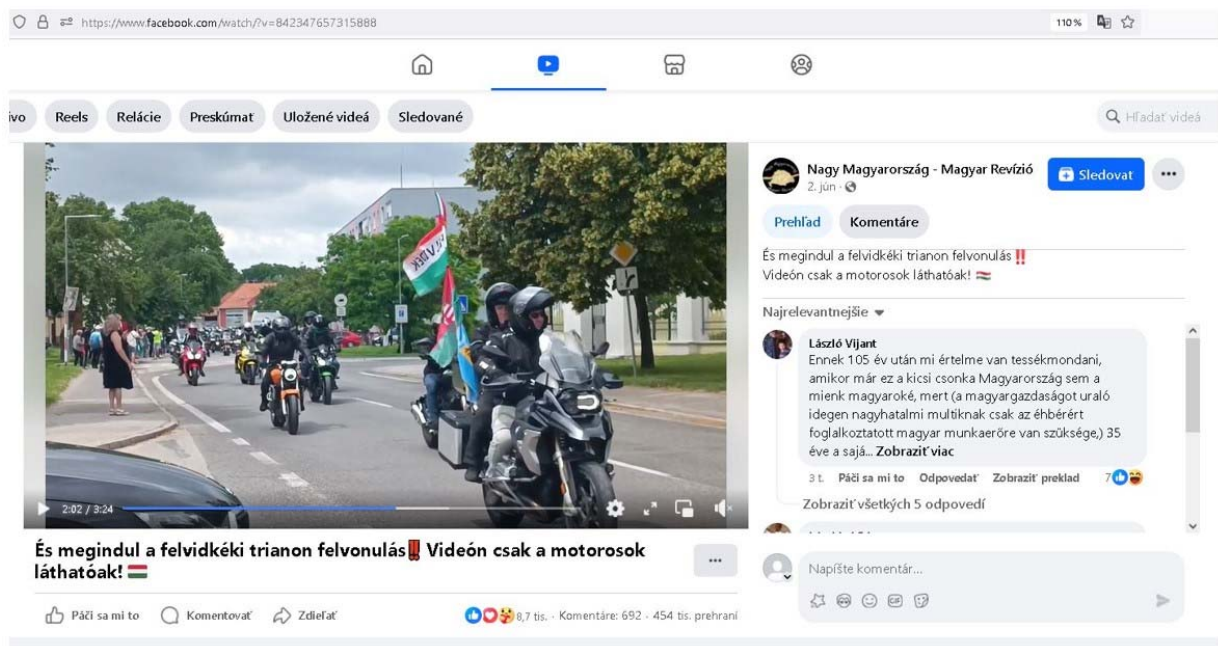 https://www.facebook.com/watch/?v=842347657315888
110%
Reels Relácie Preskúmať Uložené videá Sledované
Hľadať videá
FELVIDÉK
2:02 / 3:24
És megindul a felvidkéki trianon felvonulás‼ Videón csak a motorosok
láthatóak! 🇭🇺
Páči sa mi to Komentovať Zdieľať
8,7 tis. · Komentáre: 692 · 454 tis. prehraní
Nagy Magyarország - Magyar Revízió
2. jún ·
Sledovať
Prehľad Komentáre
És megindul a felvidkéki trianon felvonulás‼
Videón csak a motorosok láthatóak! 🇭🇺
Najrelevantnejšie
László Vijant
Ennek 105 év után mi értelme van tessékmondani,
amikor már ez a kicsi csonka Magyarország sem a
mienk magyaroké, mert (a magyargazdaságot uraló
idegen nagyhatalmi multiknak csak az éhbérért
foglalkoztatott magyar munkaerőre van szüksége,) 35
éve a sajá... Zobraziť viac
3 t. Páči sa mi to Odpovedať Zobraziť preklad 7
Zobraziť všetkých 5 odpovedí
Napíšte komentár...
GIF